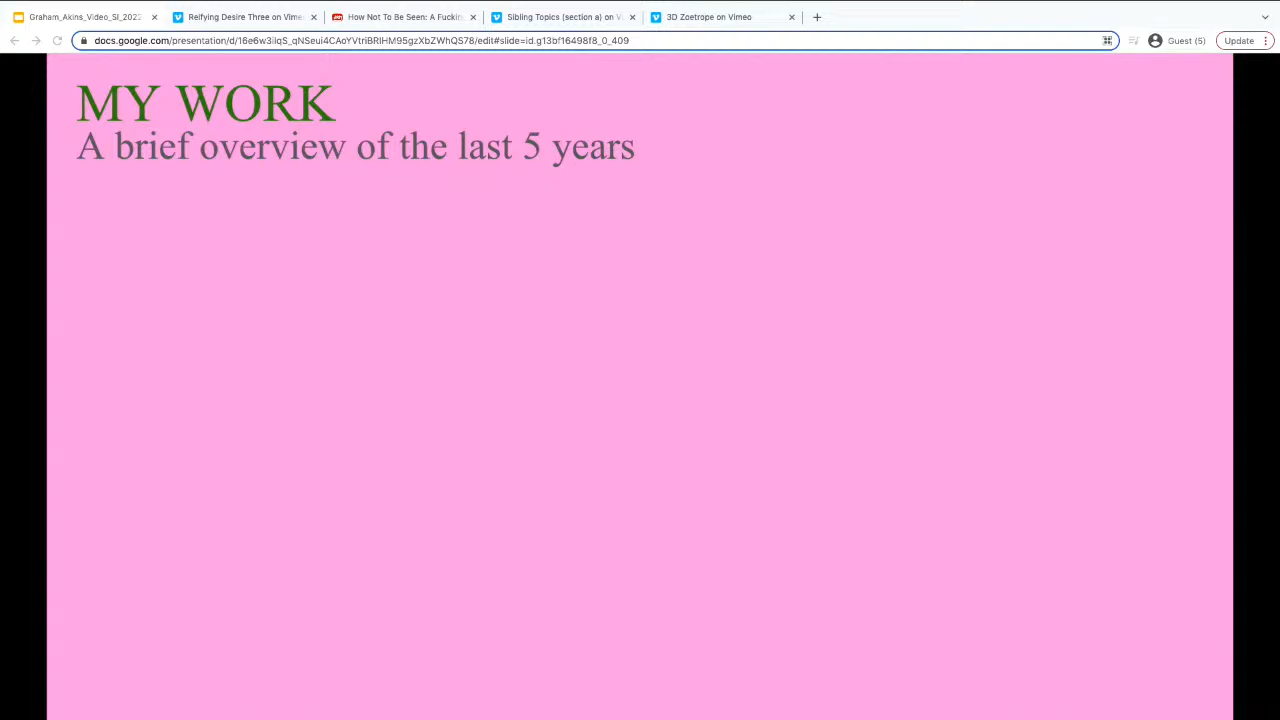 Graham_Akins_Video_SI_2022
Reifying Desire Three on Vime
How Not To Be Seen: A Fuckin
Sibling Topics (section a) on Vi
3D Zoetrope on Vimeo
docs.google.com/presentation/d/16e6w3iIqS_qNSeui4CAoYVtriBRIHM95gzXbZWhQS78/edit#slide=id.g13bf16498f8_0_409
Guest (5)
Update
MY WORK
A brief overview of the last 5 years